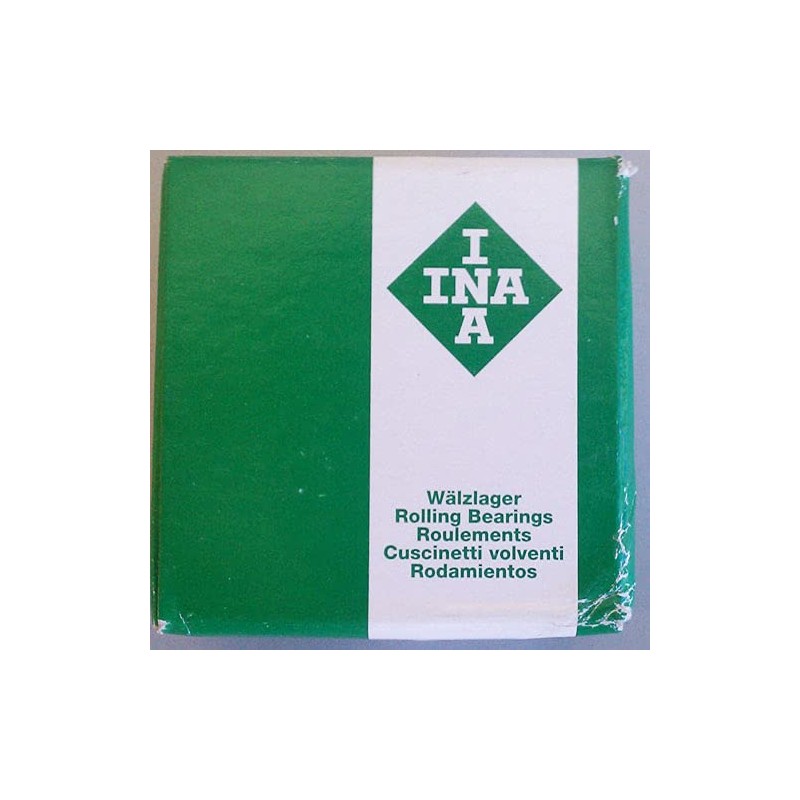 I
INA
A
Wälzlager
Rolling Bearings
Roulements
Cuscinetti volventi
Rodamientos